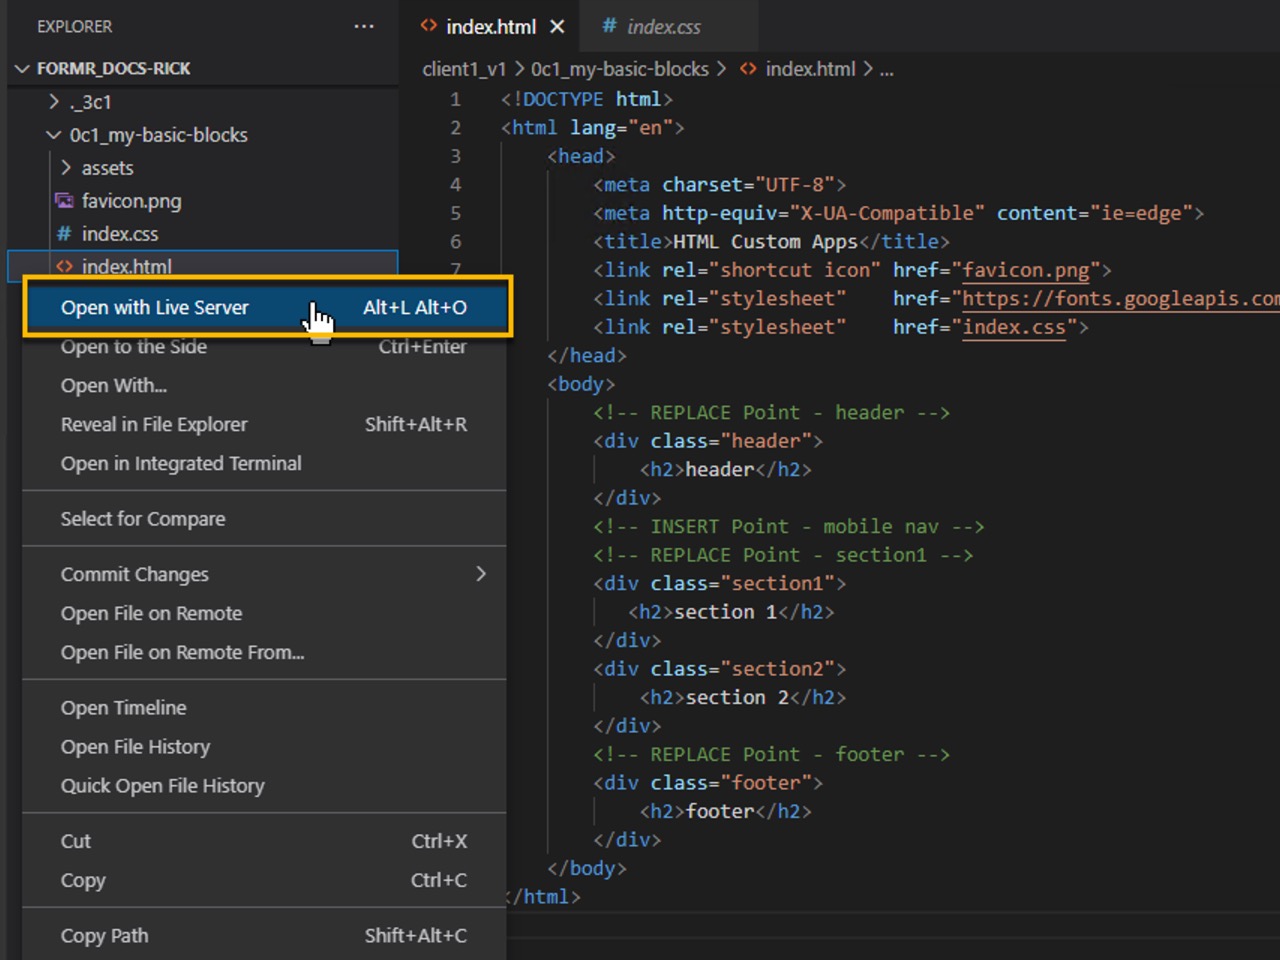 EXPLORER
FORMR_DOCS-RICK
._3c1
0c1_my-basic-blocks
assets
favicon.png
index.css
index.html
Open with Live Server Alt+L Alt+O
Open to the Side Ctrl+Enter
Open With...
Reveal in File Explorer Shift+Alt+R
Open in Integrated Terminal
Select for Compare
Commit Changes
Open File on Remote
Open File on Remote From...
Open Timeline
Open File History
Quick Open File History
Cut Ctrl+X
Copy Ctrl+C
Copy Path Shift+Alt+C
index.html
index.css
client1_v1 > 0c1_my-basic-blocks > index.html > ...
1 <!DOCTYPE html>
2 <html lang="en">
3 <head>
4 <meta charset="UTF-8">
5 <meta http-equiv="X-UA-Compatible" content="ie=edge">
6 <title>HTML Custom Apps</title>
7 <link rel="shortcut icon" href="favicon.png">
<link rel="stylesheet" href="https://fonts.googleapis.com
<link rel="stylesheet" href="index.css">
</head>
<body>
<!-- REPLACE Point - header -->
<div class="header">
<h2>header</h2>
</div>
<!-- INSERT Point - mobile nav -->
<!-- REPLACE Point - section1 -->
<div class="section1">
<h2>section 1</h2>
</div>
<div class="section2">
<h2>section 2</h2>
</div>
<!-- REPLACE Point - footer -->
<div class="footer">
<h2>footer</h2>
</div>
</body>
</html>